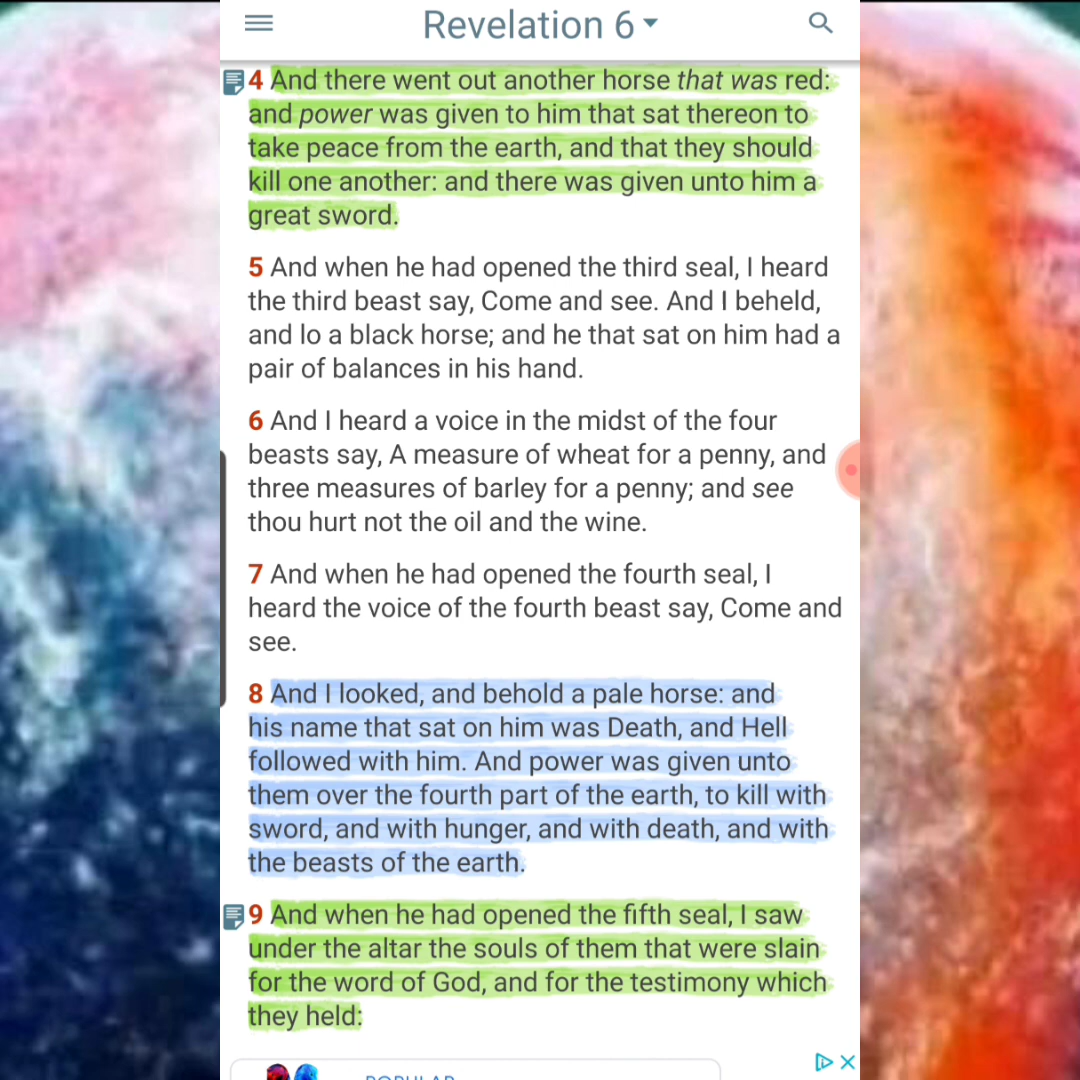 Revelation 6
4 And there went out another horse that was red:
and power was given to him that sat thereon to
take peace from the earth, and that they should
kill one another: and there was given unto him a
great sword.
5 And when he had opened the third seal, I heard
the third beast say, Come and see. And I beheld,
and lo a black horse; and he that sat on him had a
pair of balances in his hand.
6 And I heard a voice in the midst of the four
beasts say, A measure of wheat for a penny, and
three measures of barley for a penny; and see
thou hurt not the oil and the wine.
7 And when he had opened the fourth seal, I
heard the voice of the fourth beast say, Come and
see.
8 And I looked, and behold a pale horse: and
his name that sat on him was Death, and Hell
followed with him. And power was given unto
them over the fourth part of the earth, to kill with
sword, and with hunger, and with death, and with
the beasts of the earth.
9 And when he had opened the fifth seal, I saw
under the altar the souls of them that were slain
for the word of God, and for the testimony which
they held:
POPULAR